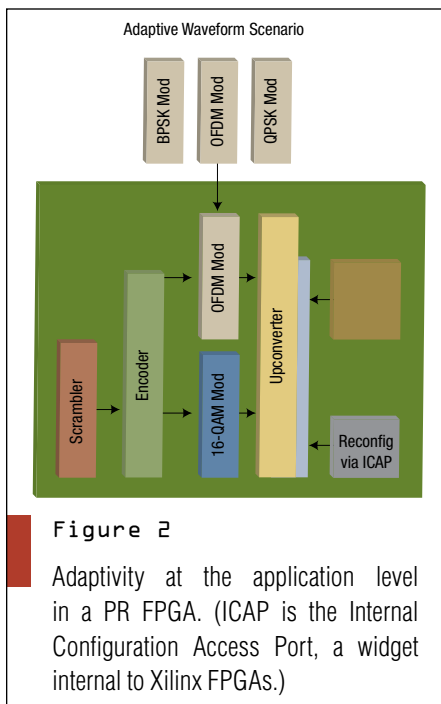 Adaptive Waveform Scenario
BPSK Mod
OFDM Mod
QPSK Mod
OFDM Mod
Scrambler
Encoder
16-QAM Mod
Upconverter
Reconfig
via ICAP
Figure 2
Adaptivity at the application level
in a PR FPGA. (ICAP is the Internal
Configuration Access Port, a widget
internal to Xilinx FPGAs.)